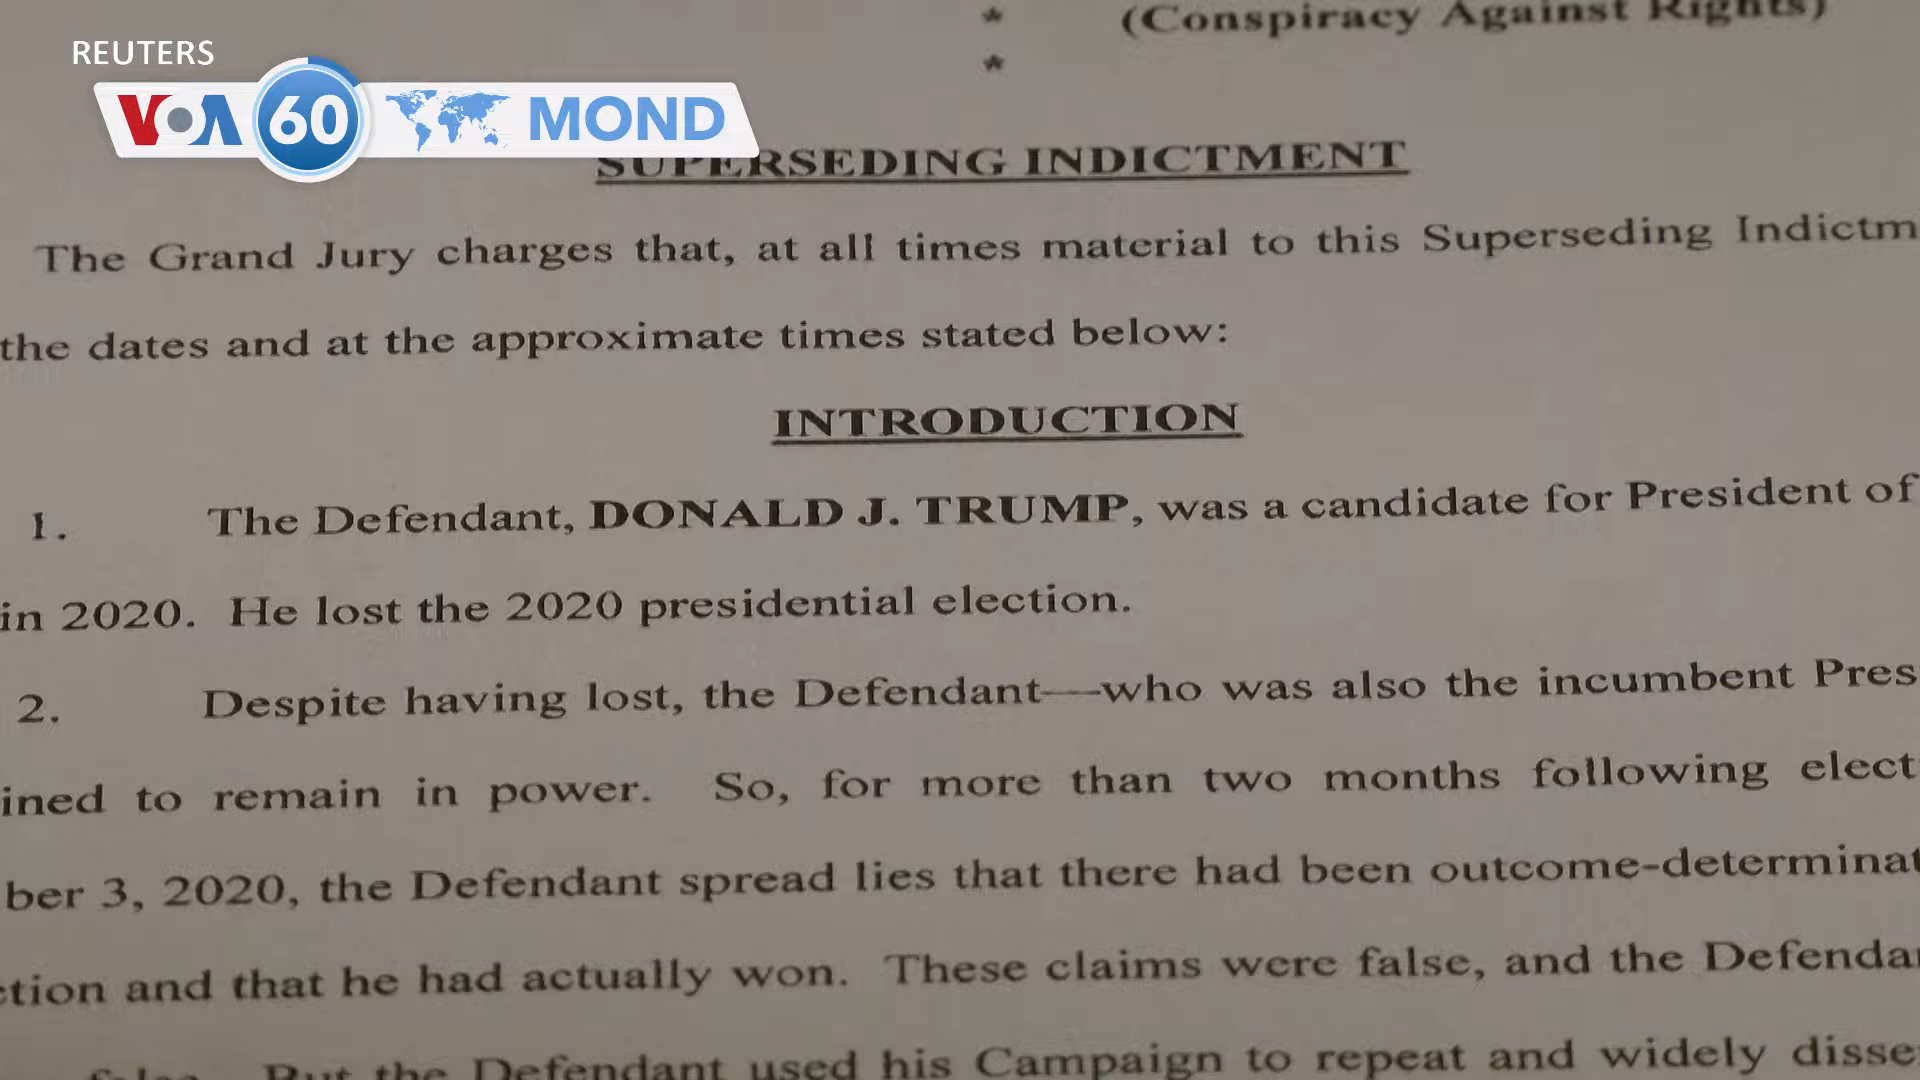 REUTERS
VOA 60 MOND
* (Conspiracy Against Rights)
*
SUPERSEDING INDICTMENT
The Grand Jury charges that, at all times material to this Superseding Indictm
the dates and at the approximate times stated below:
INTRODUCTION
1. The Defendant, DONALD J. TRUMP, was a candidate for President of
in 2020. He lost the 2020 presidential election.
2. Despite having lost, the Defendant—who was also the incumbent Pres
ined to remain in power. So, for more than two months following elect
ber 3, 2020, the Defendant spread lies that there had been outcome-determinat
ction and that he had actually won. These claims were false, and the Defendan
false. But the Defendant used his Campaign to repeat and widely disse